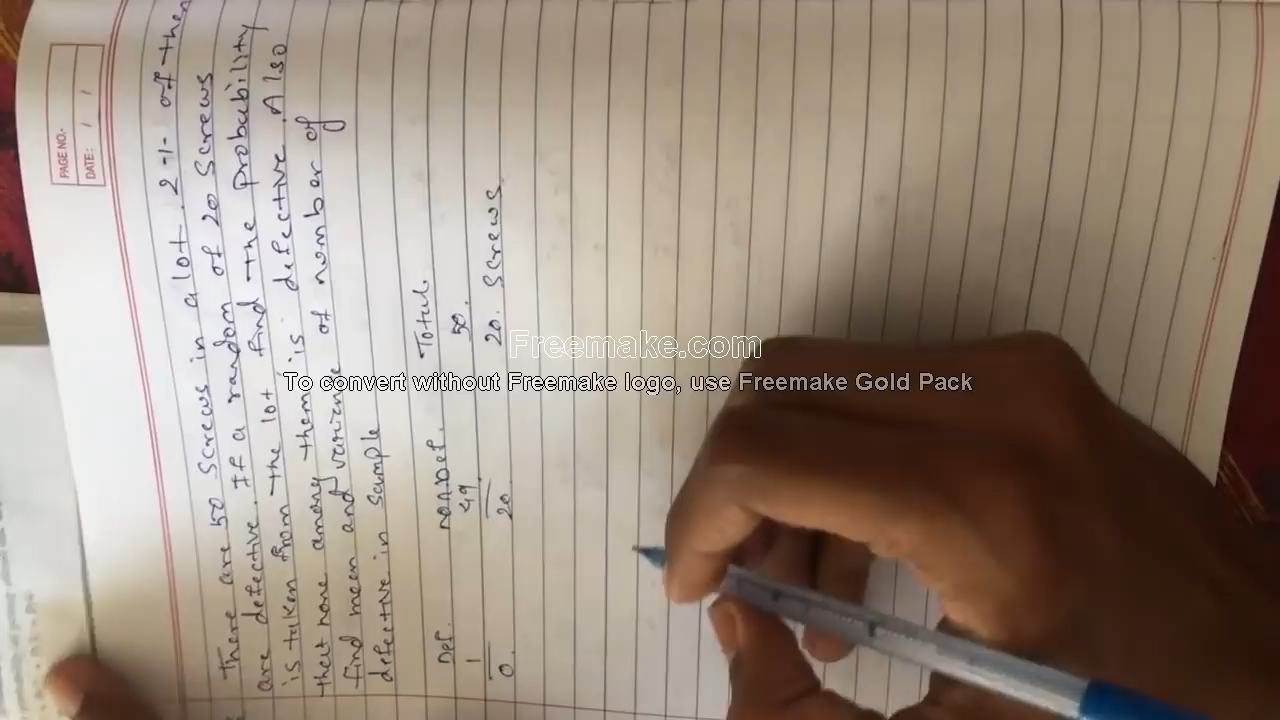 PAGE NO.
DATE: / /
There are 50 screws in a lot. 2 % of them
are defective. If a random of 20 screws
is taken from the lot, find the probability
that none among them is defective. Also
find mean and variance of nomber of
defective in sample
Def. nonDef. Total
1 49 50.
0. 20 20. screws.
Freemake.com
To convert without Freemake logo, use Freemake Gold Pack